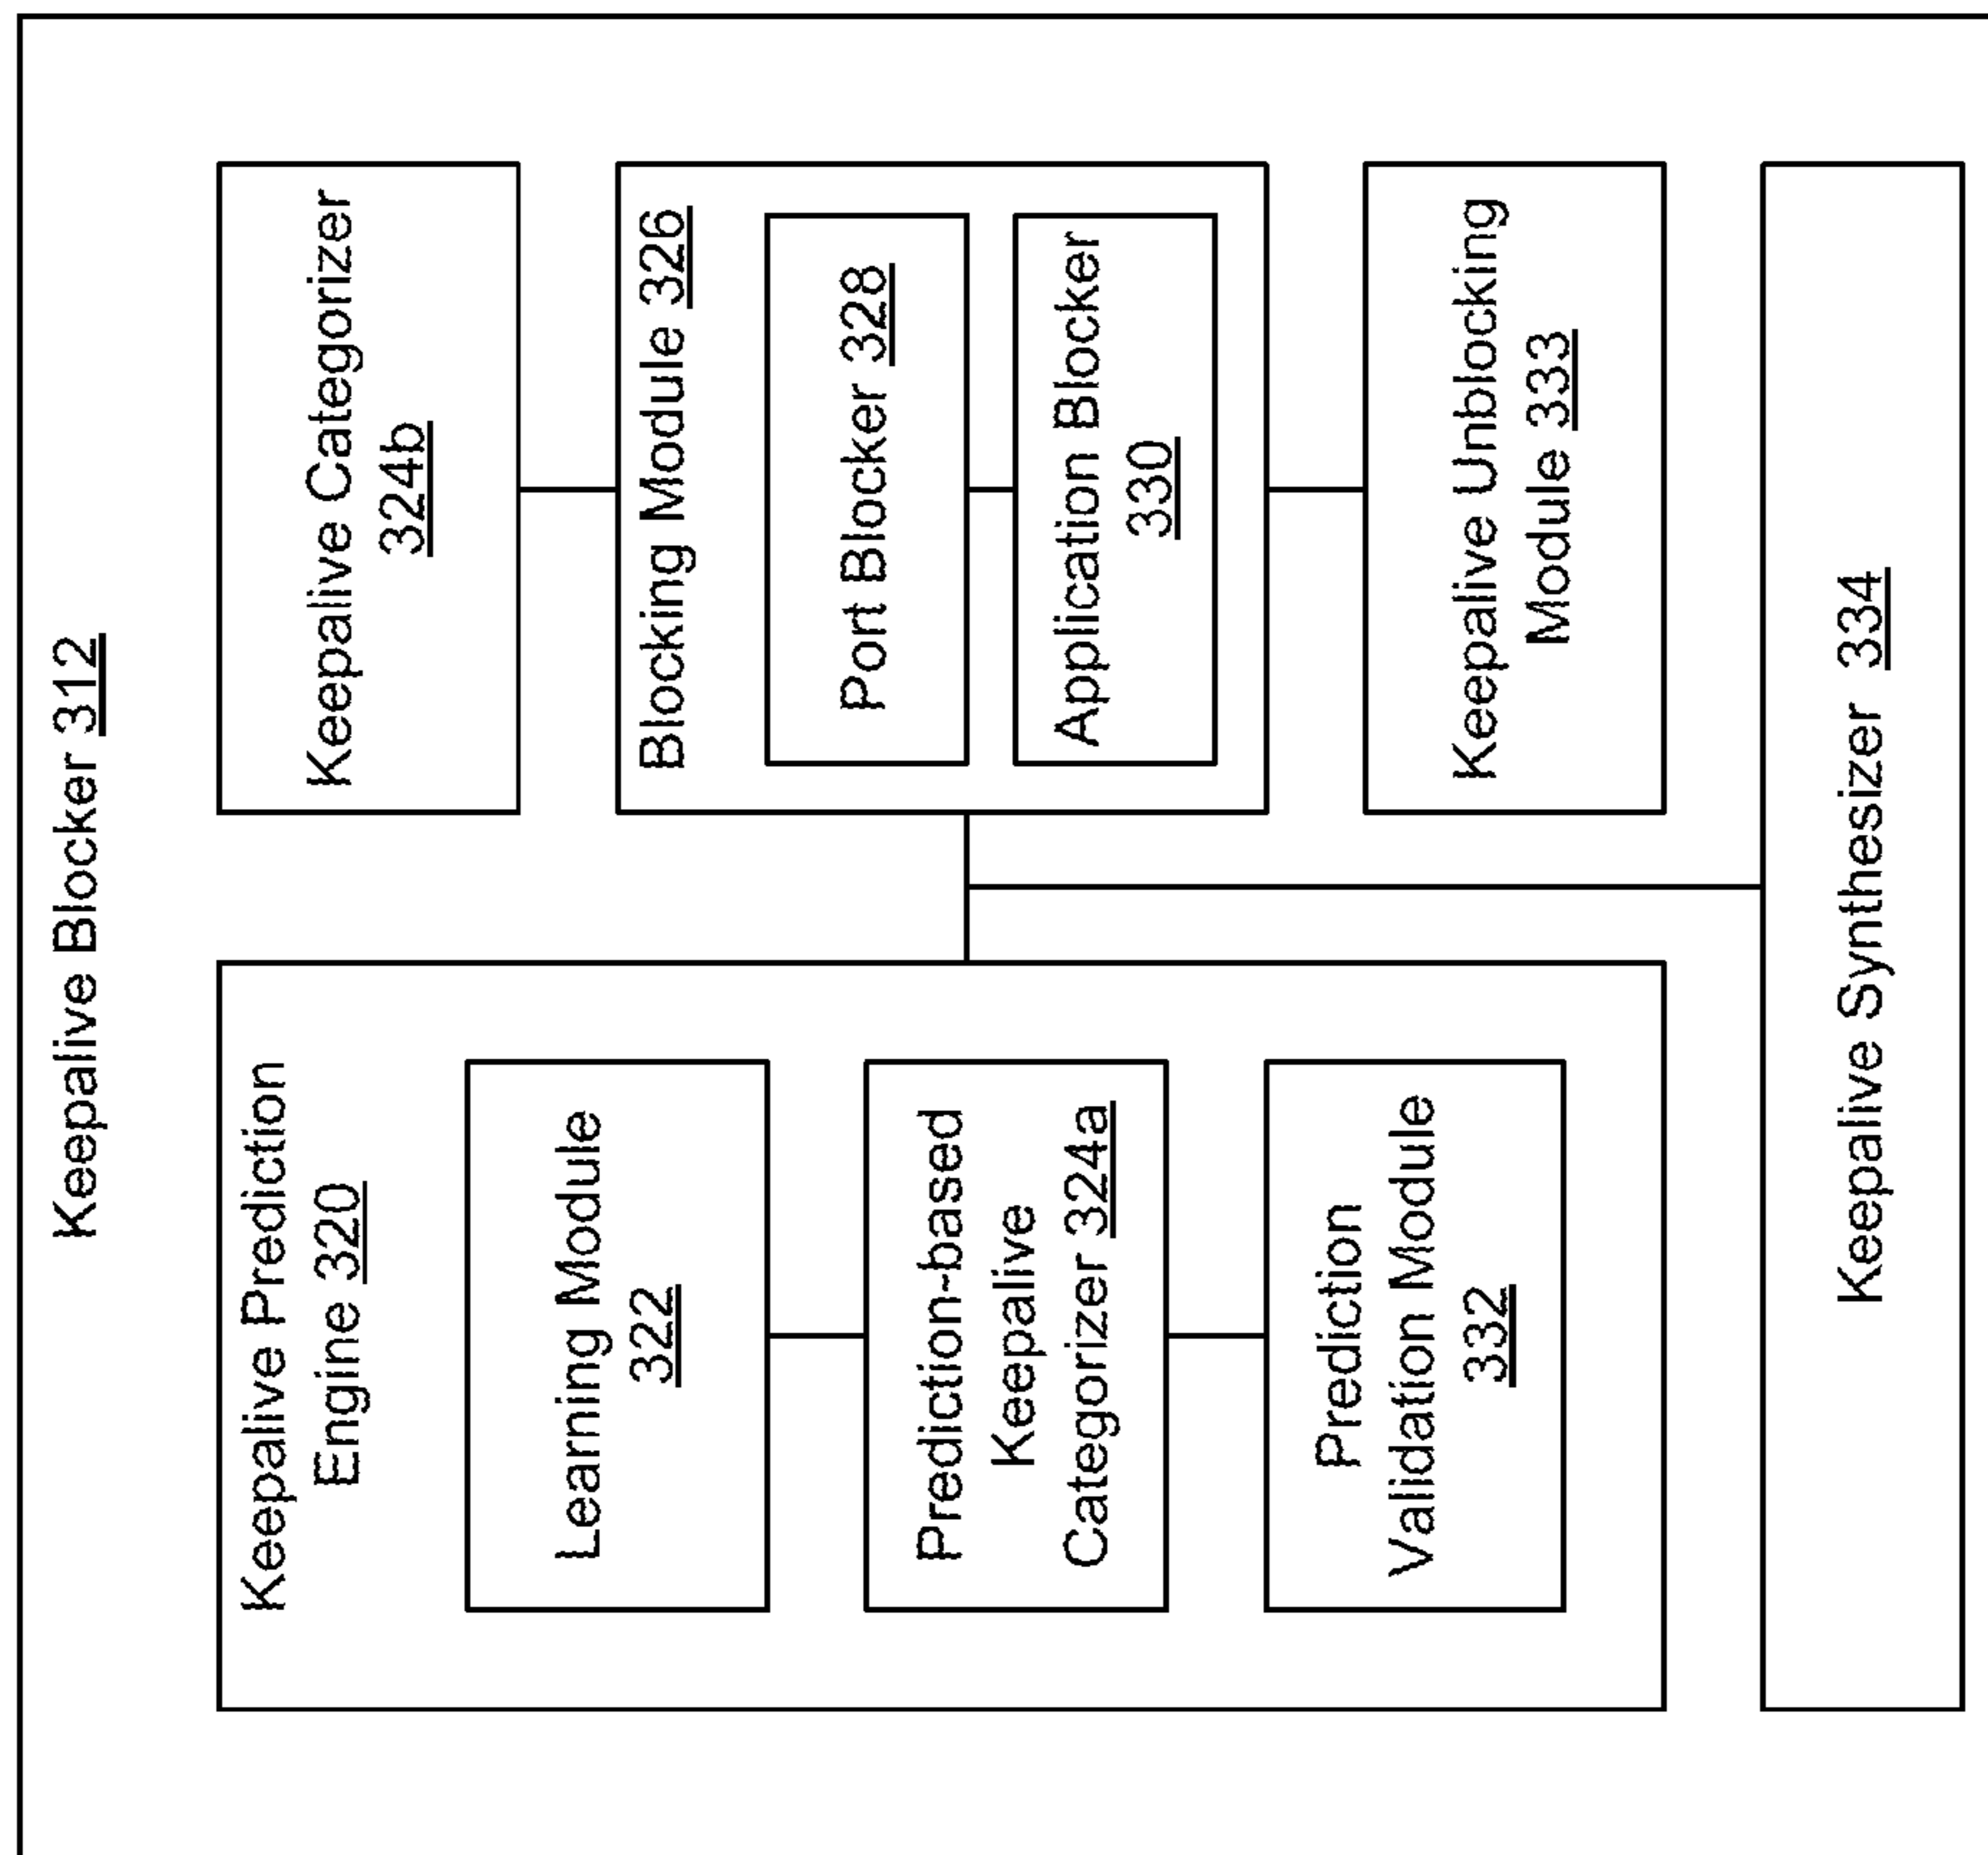 Keepalive Blocker 312
Keepalive Prediction
Engine 320
Learning Module
322
Prediction-based
Keepalive
Categorizer 324a
Prediction
Validation Module
332
Keepalive Categorizer
324b
Blocking Module 326
Port Blocker 328
Application Blocker
330
Keepalive Unblocking
Module 333
Keepalive Synthesizer 334